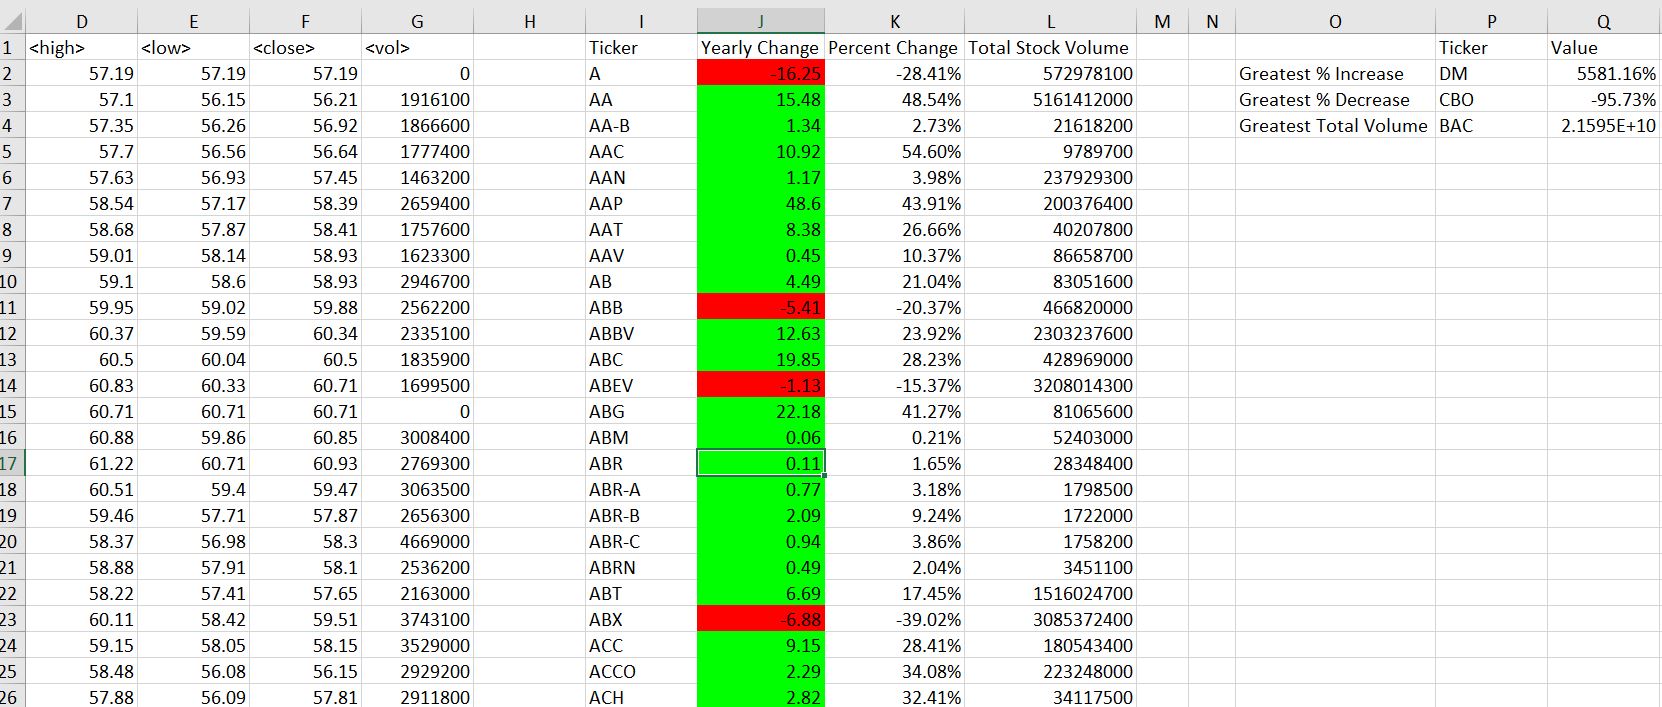 D E F G H I J K L M N O P Q
1 <high> <low> <close> <vol> Ticker Yearly Change Percent Change Total Stock Volume Ticker Value
2 57.19 57.19 57.19 0 A -16.25 -28.41% 572978100 Greatest % Increase DM 5581.16%
3 57.1 56.15 56.21 1916100 AA 15.48 48.54% 5161412000 Greatest % Decrease CBO -95.73%
4 57.35 56.26 56.92 1866600 AA-B 1.34 2.73% 21618200 Greatest Total Volume BAC 2.1595E+10
5 57.7 56.56 56.64 1777400 AAC 10.92 54.60% 9789700
6 57.63 56.93 57.45 1463200 AAN 1.17 3.98% 237929300
7 58.54 57.17 58.39 2659400 AAP 48.6 43.91% 200376400
8 58.68 57.87 58.41 1757600 AAT 8.38 26.66% 40207800
9 59.01 58.14 58.93 1623300 AAV 0.45 10.37% 86658700
10 59.1 58.6 58.93 2946700 AB 4.49 21.04% 83051600
11 59.95 59.02 59.88 2562200 ABB -5.41 -20.37% 466820000
12 60.37 59.59 60.34 2335100 ABBV 12.63 23.92% 2303237600
13 60.5 60.04 60.5 1835900 ABC 19.85 28.23% 428969000
14 60.83 60.33 60.71 1699500 ABEV -1.13 -15.37% 3208014300
15 60.71 60.71 60.71 0 ABG 22.18 41.27% 81065600
16 60.88 59.86 60.85 3008400 ABM 0.06 0.21% 52403000
17 61.22 60.71 60.93 2769300 ABR 0.11 1.65% 28348400
18 60.51 59.4 59.47 3063500 ABR-A 0.77 3.18% 1798500
19 59.46 57.71 57.87 2656300 ABR-B 2.09 9.24% 1722000
20 58.37 56.98 58.3 4669000 ABR-C 0.94 3.86% 1758200
21 58.88 57.91 58.1 2536200 ABRN 0.49 2.04% 3451100
22 58.22 57.41 57.65 2163000 ABT 6.69 17.45% 1516024700
23 60.11 58.42 59.51 3743100 ABX -6.88 -39.02% 3085372400
24 59.15 58.05 58.15 3529000 ACC 9.15 28.41% 180543400
25 58.48 56.08 56.15 2929200 ACCO 2.29 34.08% 223248000
26 57.88 56.09 57.81 2911800 ACH 2.82 32.41% 34117500